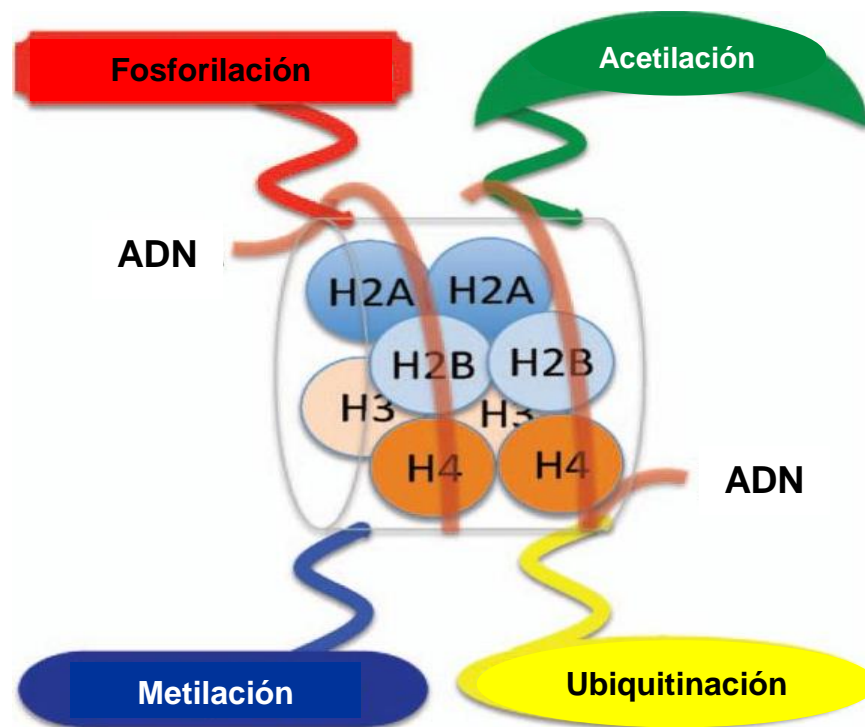 Fosforilación
Acetilación
ADN
H2A
H2A
H2B
H2B
H3
H3
H4
H4
ADN
Metilación
Ubiquitinación